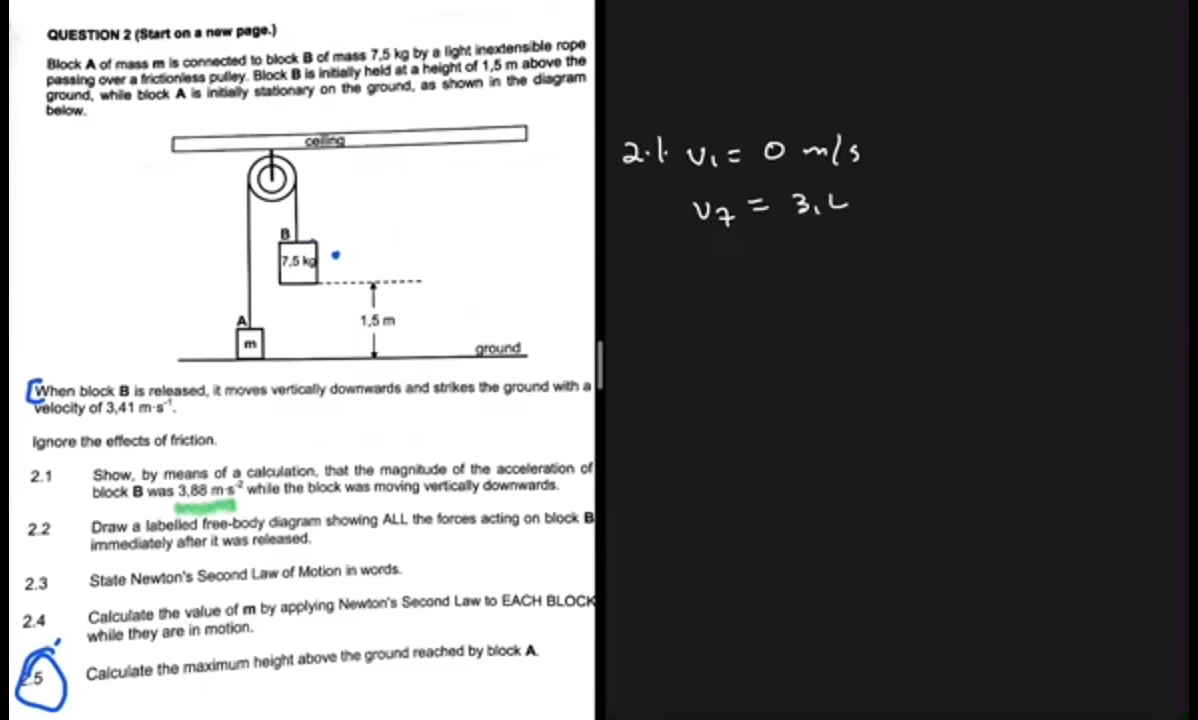 QUESTION 2 (Start on a new page.)
Block A of mass m is connected to block B of mass 7,5 kg by a light inextensible rope
passing over a frictionless pulley. Block B is initially held at a height of 1,5 m above the
ground, while block A is initially stationary on the ground, as shown in the diagram
below.
ceiling
B
7,5 kg
A
1,5 m
m
ground
When block B is released, it moves vertically downwards and strikes the ground with a
velocity of 3,41 m·s⁻¹.
Ignore the effects of friction.
2.1 Show, by means of a calculation, that the magnitude of the acceleration of
block B was 3,88 m·s⁻² while the block was moving vertically downwards.
2.2 Draw a labelled free-body diagram showing ALL the forces acting on block B
immediately after it was released.
2.3 State Newton's Second Law of Motion in words.
2.4 Calculate the value of m by applying Newton's Second Law to EACH BLOCK
while they are in motion.
2.5 Calculate the maximum height above the ground reached by block A.
2.1. v₁ = 0 m/s
v₇ = 3,